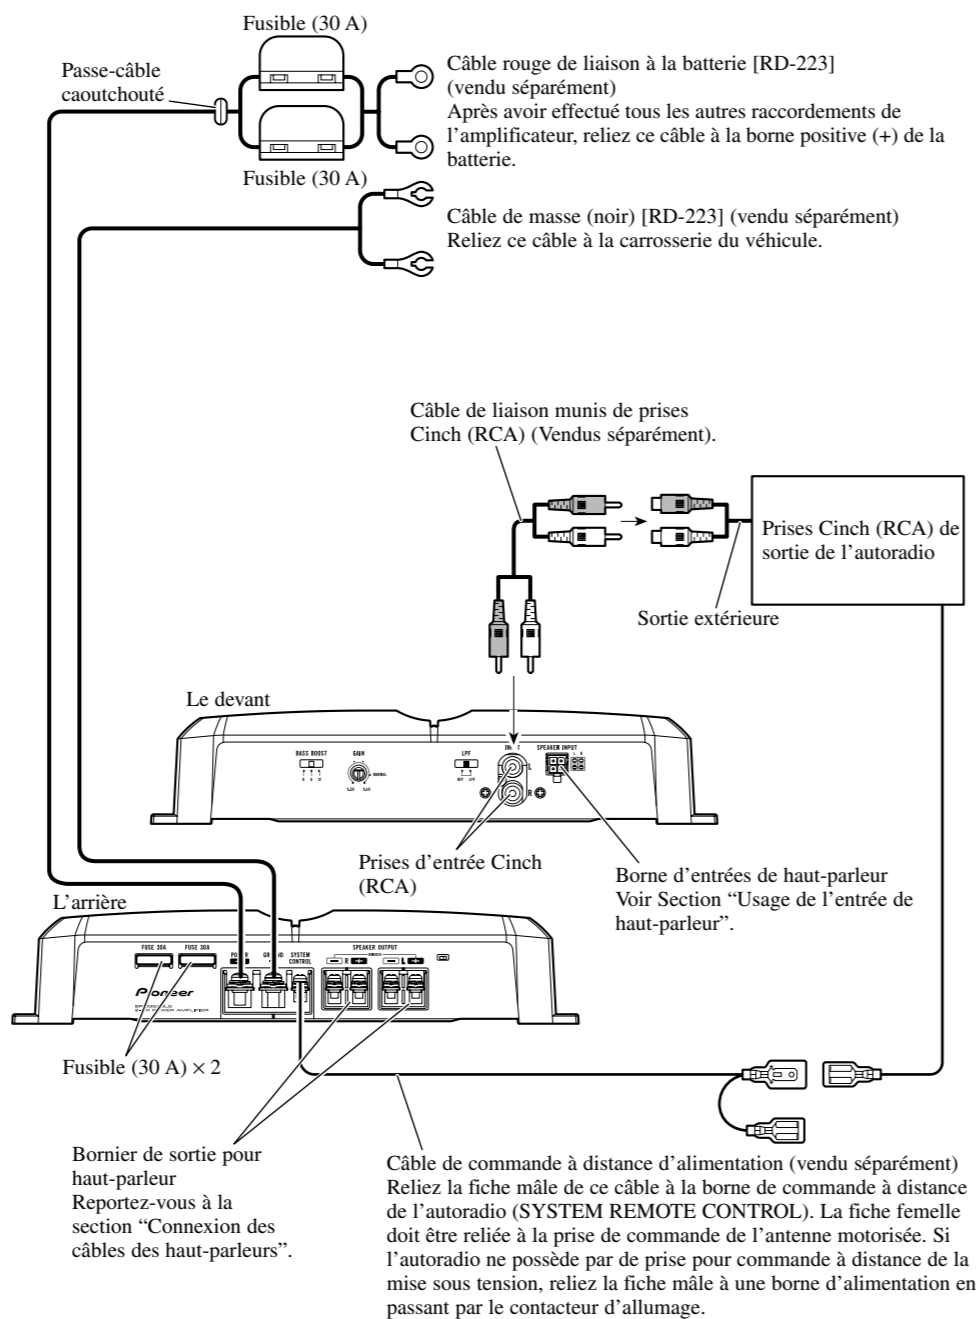 Fusible (30 A)
Passe-câble
caoutchouté
Câble rouge de liaison à la batterie [RD-223]
(vendu séparément)
Après avoir effectué tous les autres raccordements de
l'amplificateur, reliez ce câble à la borne positive (+) de la
batterie.
Fusible (30 A)
Câble de masse (noir) [RD-223] (vendu séparément)
Reliez ce câble à la carrosserie du véhicule.
Câble de liaison munis de prises
Cinch (RCA) (Vendus séparément).
Prises Cinch (RCA) de
sortie de l'autoradio
Sortie extérieure
Le devant
BASS BOOST
GAIN
NORMAL
LPF
OFF LPF
SPEAKER INPUT
L R
L
R
Prises d'entrée Cinch
(RCA)
Borne d'entrées de haut-parleur
Voir Section “Usage de l'entrée de
haut-parleur”.
L'arrière
FUSE 30A FUSE 30A
SYSTEM
CONTROL
SPEAKER OUTPUT
R
L
Pioneer
Fusible (30 A) × 2
Bornier de sortie pour
haut-parleur
Reportez-vous à la
section “Connexion des
câbles des haut-parleurs”.
Câble de commande à distance d'alimentation (vendu séparément)
Reliez la fiche mâle de ce câble à la borne de commande à distance
de l'autoradio (SYSTEM REMOTE CONTROL). La fiche femelle
doit être reliée à la prise de commande de l'antenne motorisée. Si
l'autoradio ne possède par de prise pour commande à distance de la
mise sous tension, reliez la fiche mâle à une borne d'alimentation en
passant par le contacteur d'allumage.